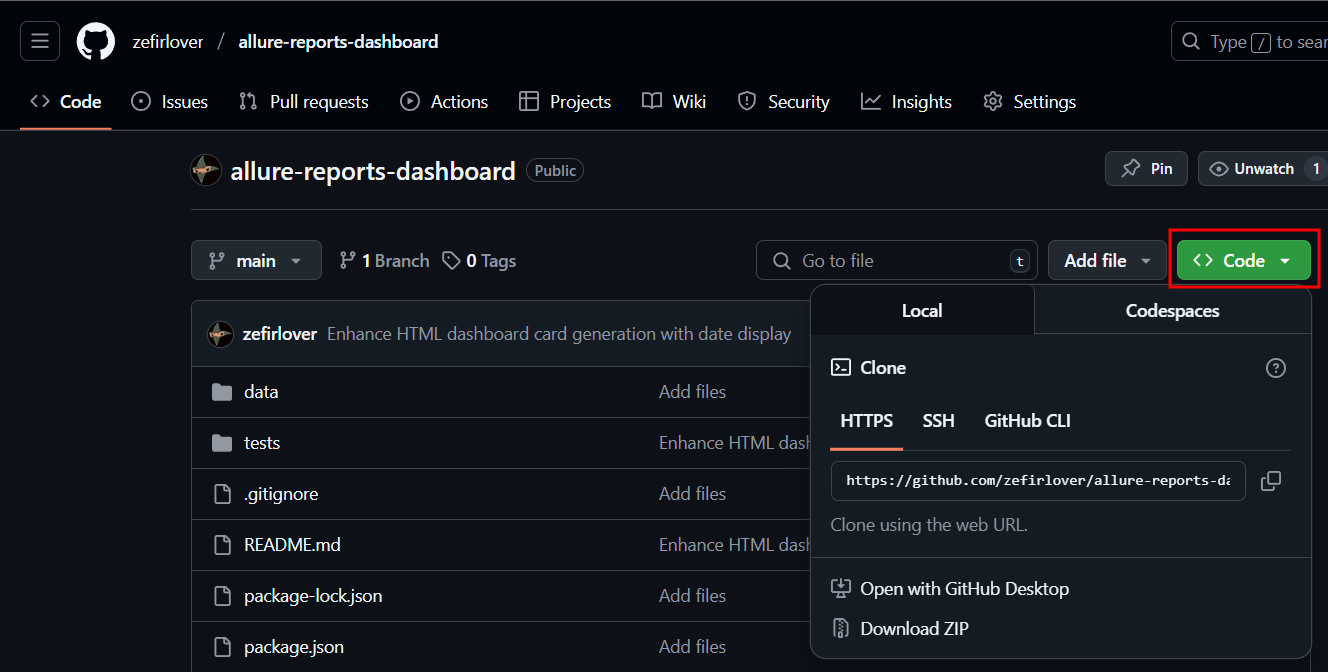 zefirlover / allure-reports-dashboard
Type / to sear
Code Issues Pull requests Actions Projects Wiki Security Insights Settings
allure-reports-dashboard Public
Pin Unwatch 1
main 1 Branch 0 Tags
Go to file t Add file Code
Local Codespaces
zefirlover Enhance HTML dashboard card generation with date display
Clone
data Add files
HTTPS SSH GitHub CLI
tests Enhance HTML dash
https://github.com/zefirlover/allure-reports-da
.gitignore Add files
Clone using the web URL.
README.md Enhance HTML dash
Open with GitHub Desktop
package-lock.json Add files
Download ZIP
package.json Add files